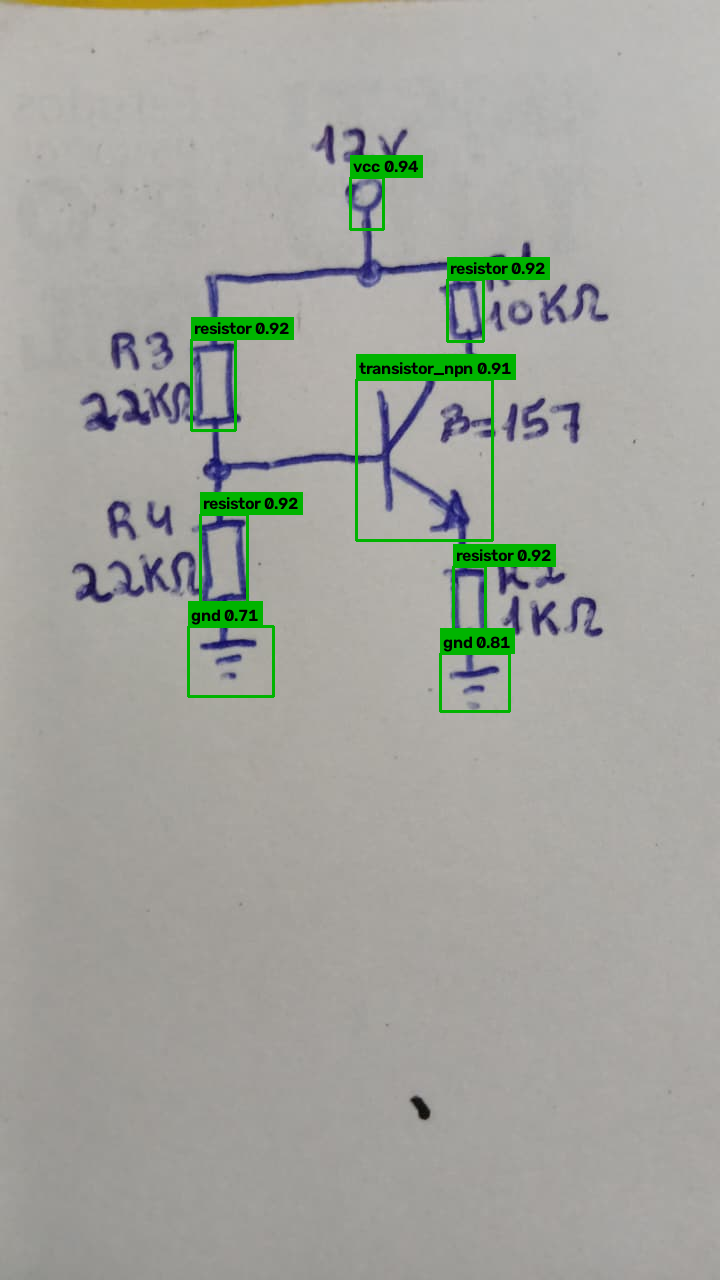 12V
vcc 0.94
resistor 0.92
10KΩ
resistor 0.92
R3
22KΩ
transistor_npn 0.91
β=157
resistor 0.92
R4
22KΩ
resistor 0.92
R2
1KΩ
gnd 0.71
gnd 0.81